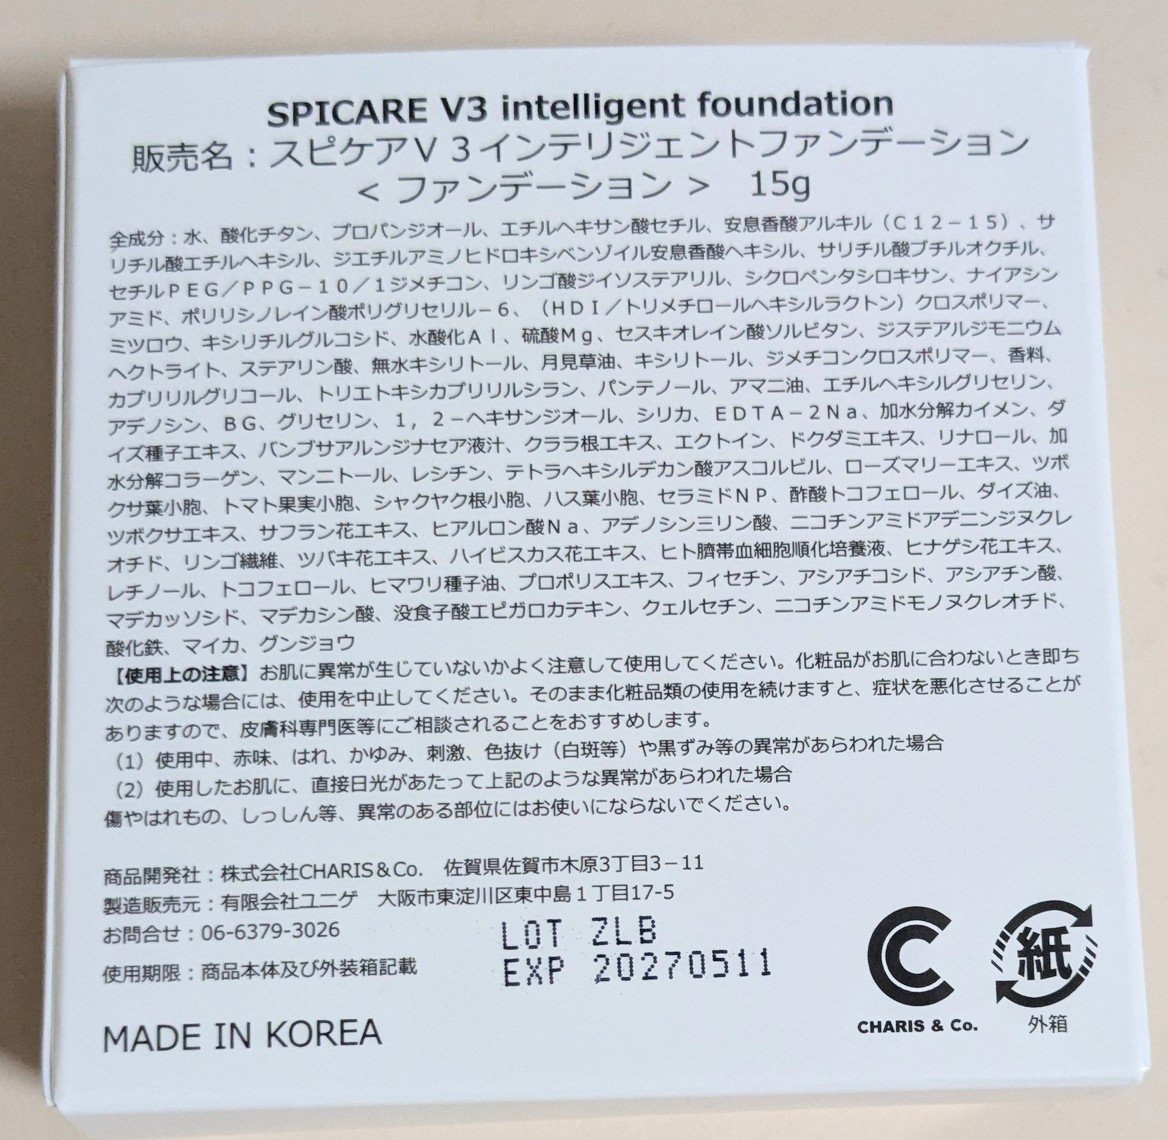 SPICARE V3 intelligent foundation
販売名：スピケアＶ３インテリジェントファンデーション
＜ファンデーション＞　15g
全成分：水、酸化チタン、プロパンジオール、エチルヘキサン酸セチル、安息香酸アルキル（Ｃ１２－１５）、サ
リチル酸エチルヘキシル、ジエチルアミノヒドロキシベンゾイル安息香酸ヘキシル、サリチル酸ブチルオクチル、
セチルＰＥＧ／ＰＰＧ－１０／１ジメチコン、リンゴ酸ジイソステアリル、シクロペンタシロキサン、ナイアシン
アミド、ポリリシノレイン酸ポリグリセリル－６、（ＨＤＩ／トリメチロールヘキシルラクトン）クロスポリマー、
ミツロウ、キシリチルグルコシド、水酸化Ａｌ、硫酸Ｍｇ、セスキオレイン酸ソルビタン、ジステアルジモニウム
ヘクトライト、ステアリン酸、無水キシリトール、月見草油、キシリトール、ジメチコンクロスポリマー、香料、
カプリリルグリコール、トリエトキシカプリリルシラン、パンテノール、アマニ油、エチルヘキシルグリセリン、
アデノシン、ＢＧ、グリセリン、１，２－ヘキサンジオール、シリカ、ＥＤＴＡ－２Ｎａ、加水分解カイメン、ダ
イズ種子エキス、バンブサアルンジナセア液汁、クララ根エキス、エクトイン、ドクダミエキス、リナロール、加
水分解コラーゲン、マンニトール、レシチン、テトラヘキシルデカン酸アスコルビル、ローズマリーエキス、ツボ
クサ葉小胞、トマト果実小胞、シャクヤク根小胞、ハス葉小胞、セラミドＮＰ、酢酸トコフェロール、ダイズ油、
ツボクサエキス、サフラン花エキス、ヒアルロン酸Ｎａ、アデノシン三リン酸、ニコチンアミドアデニンジヌクレ
オチド、リンゴ繊維、ツバキ花エキス、ハイビスカス花エキス、ヒト臍帯血細胞順化培養液、ヒナゲシ花エキス、
レチノール、トコフェロール、ヒマワリ種子油、プロポリスエキス、フィセチン、アシアチコシド、アシアチン酸、
マデカッソシド、マデカシン酸、没食子酸エピガロカテキン、クェルセチン、ニコチンアミドモノヌクレオチド、
酸化鉄、マイカ、グンジョウ
【使用上の注意】お肌に異常が生じていないかよく注意して使用してください。化粧品がお肌に合わないとき即ち
次のような場合には、使用を中止してください。そのまま化粧品類の使用を続けますと、症状を悪化させることが
ありますので、皮膚科専門医等にご相談されることをおすすめします。
（1）使用中、赤味、はれ、かゆみ、刺激、色抜け（白斑等）や黒ずみ等の異常があらわれた場合
（2）使用したお肌に、直接日光があたって上記のような異常があらわれた場合
傷やはれもの、しっしん等、異常のある部位にはお使いにならないでください。
商品開発社：株式会社CHARIS＆Co.　佐賀県佐賀市木原3丁目3－11
製造販売元：有限会社ユニゲ　大阪市東淀川区東中島１丁目17-5
お問合せ：06-6379-3026
使用期限：商品本体及び外装箱記載
LOT ZLB
EXP 20270511
MADE IN KOREA
CHARIS & Co.
紙
外箱